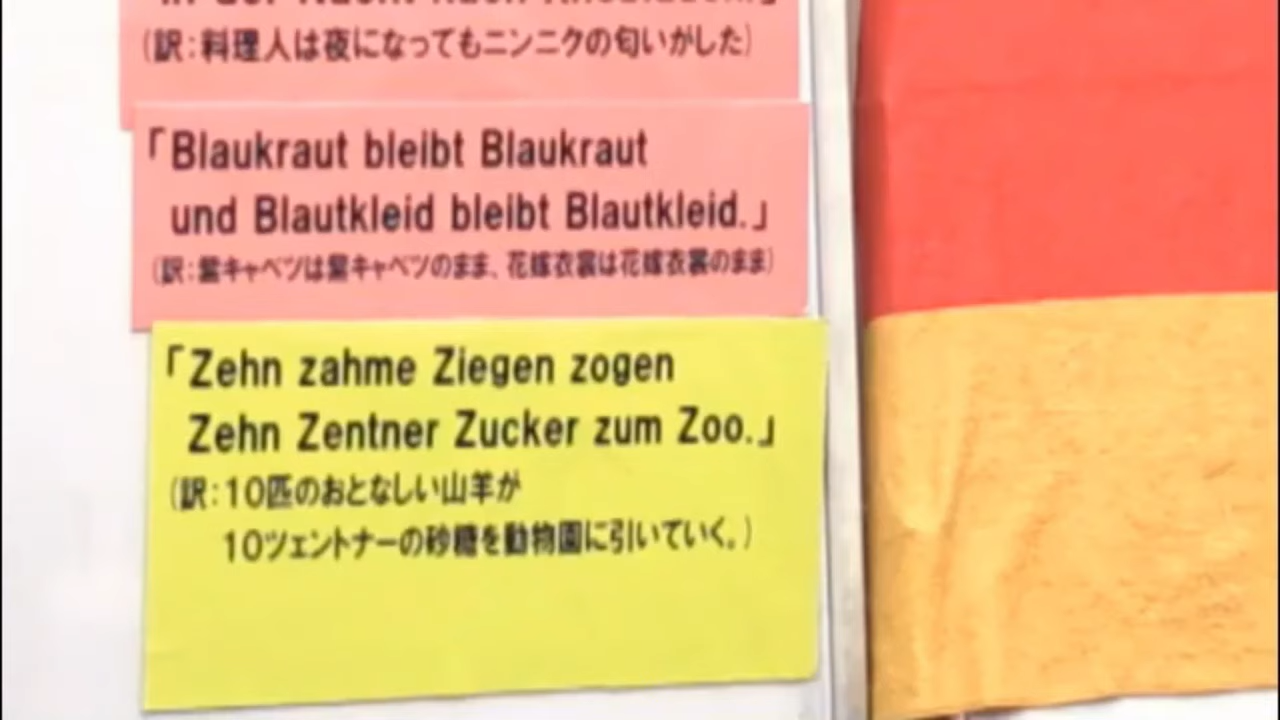 in der Nacht nach
(訳:料理人は夜になってもニンニクの匂いがした)
「Blaukraut bleibt Blaukraut
und Blautkleid bleibt Blautkleid.」
(訳:紫キャベツは紫キャベツのまま、花嫁衣裳は花嫁衣裳のまま)
「Zehn zahme Ziegen zogen
Zehn Zentner Zucker zum Zoo.」
(訳:10匹のおとなしい山羊が
10ツェントナーの砂糖を動物園に引いていく。)